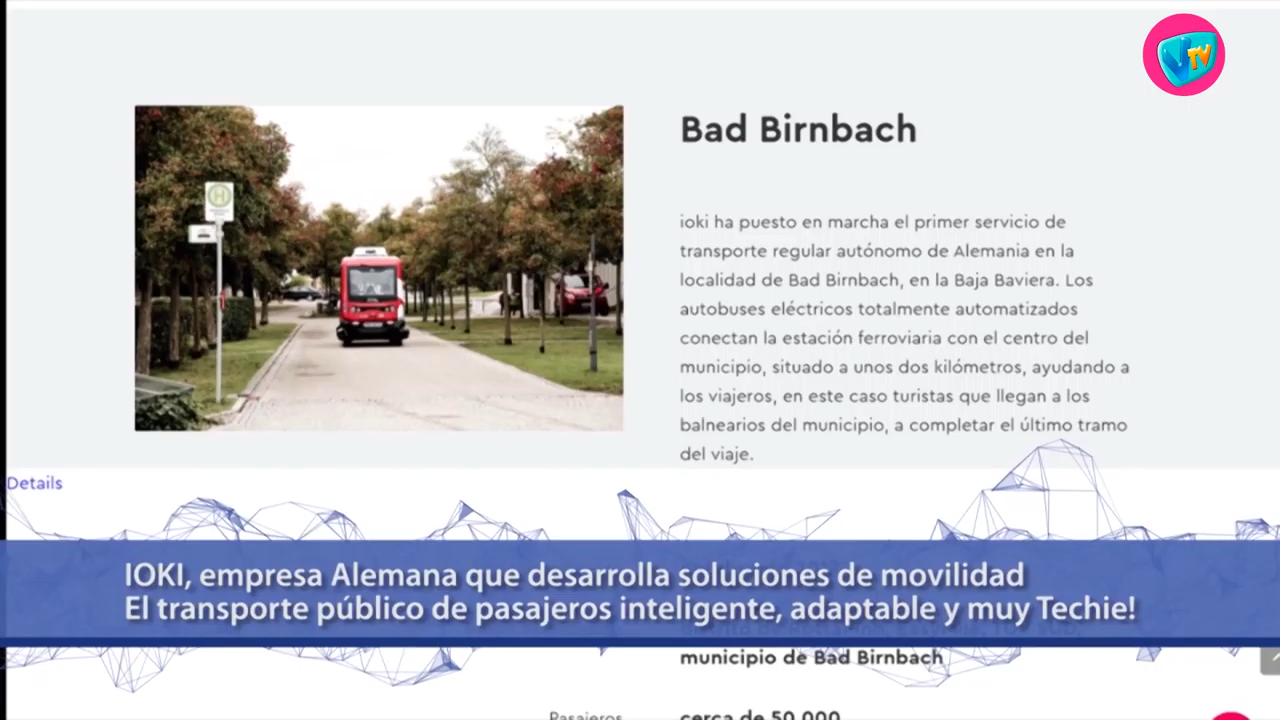 TV
Bad Birnbach
H
ioki ha puesto en marcha el primer servicio de
transporte regular autónomo de Alemania en la
localidad de Bad Birnbach, en la Baja Baviera. Los
autobuses eléctricos totalmente automatizados
conectan la estación ferroviaria con el centro del
municipio, situado a unos dos kilómetros, ayudando a
los viajeros, en este caso turistas que llegan a los
balnearios del municipio, a completar el último tramo
del viaje.
Details
IOKI, empresa Alemana que desarrolla soluciones de movilidad
El transporte público de pasajeros inteligente, adaptable y muy Techie!
municipio de Bad Birnbach
Pasajeros cerca de 50.000